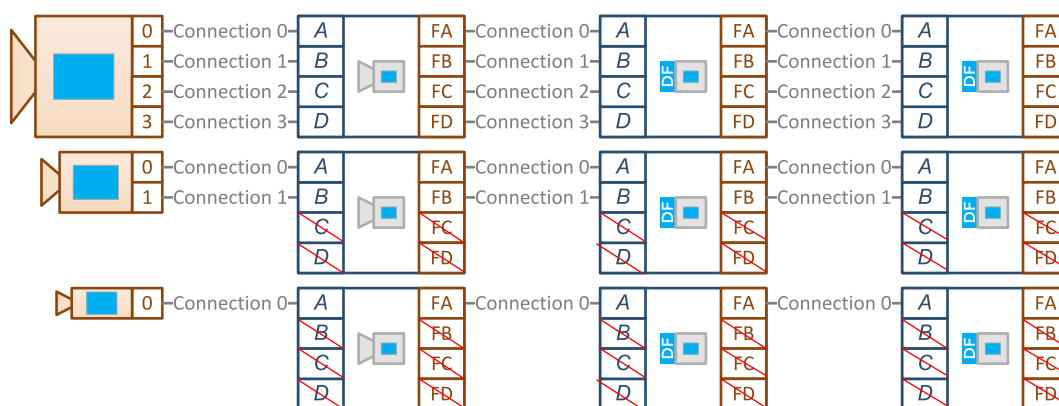 0 Connection 0 A FA Connection 0 A FA Connection 0 A FA
1 Connection 1 B FB Connection 1 B FB Connection 1 B FB
DF DF
2 Connection 2 C FC Connection 2 C FC Connection 2 C FC
3 Connection 3 D FD Connection 3 D FD Connection 3 D FD
0 Connection 0 A FA Connection 0 A FA Connection 0 A FA
1 Connection 1 B FB Connection 1 B FB Connection 1 B FB
DF DF
C FC C FC C FC
D FD D FD D FD
0 Connection 0 A FA Connection 0 A FA Connection 0 A FA
B FB B FB B FB
DF DF
C FC C FC C FC
D FD D FD D FD